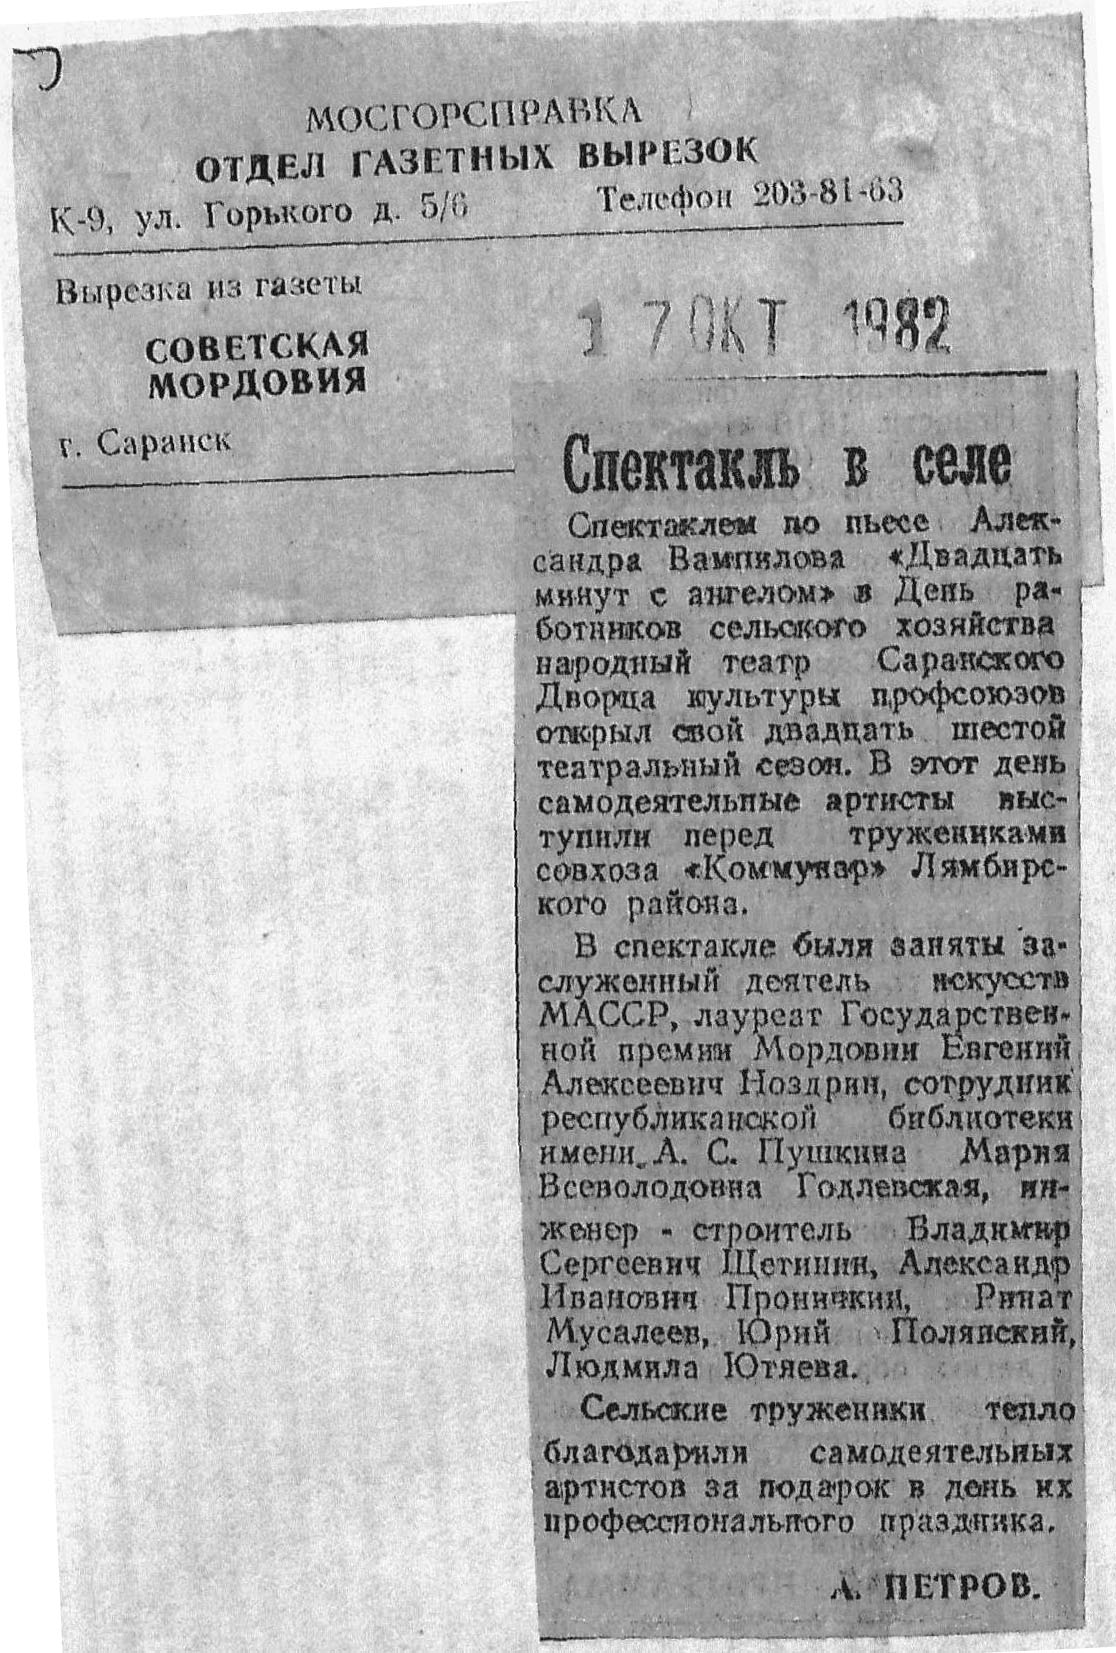 МОСГОРСПРАВКА
ОТДЕЛ ГАЗЕТНЫХ ВЫРЕЗОК
К-9, ул. Горького д. 5/6 Телефон 203-81-63
Вырезка из газеты
СОВЕТСКАЯ
МОРДОВИЯ
г. Саранск
17 ОКТ 1982
Спектакль в селе
Спектаклем по пьесе Алек-
сандра Вампилова «Двадцать
минут с ангелом» в День ра-
ботников сельского хозяйства
народный театр Саранского
Дворца культуры профсоюзов
открыл свой двадцать шестой
театральный сезон. В этот день
самодеятельные артисты выс-
тупили перед тружениками
совхоза «Коммунар» Лямбирс-
кого района.
В спектакле были заняты за-
служенный деятель искусств
МАССР, лауреат Государствен-
ной премии Мордовии Евгений
Алексеевич Ноздрин, сотрудник
республиканской библиотеки
имени А. С. Пушкина Мария
Всеволодовна Годлевская, ин-
женер - строитель Владимир
Сергеевич Щетинин, Александр
Иванович Проничкин, Ринат
Мусалеев, Юрий Полянский,
Людмила Ютяева.
Сельские труженики тепло
благодарили самодеятельных
артистов за подарок в день их
профессионального праздника.
А. ПЕТРОВ.